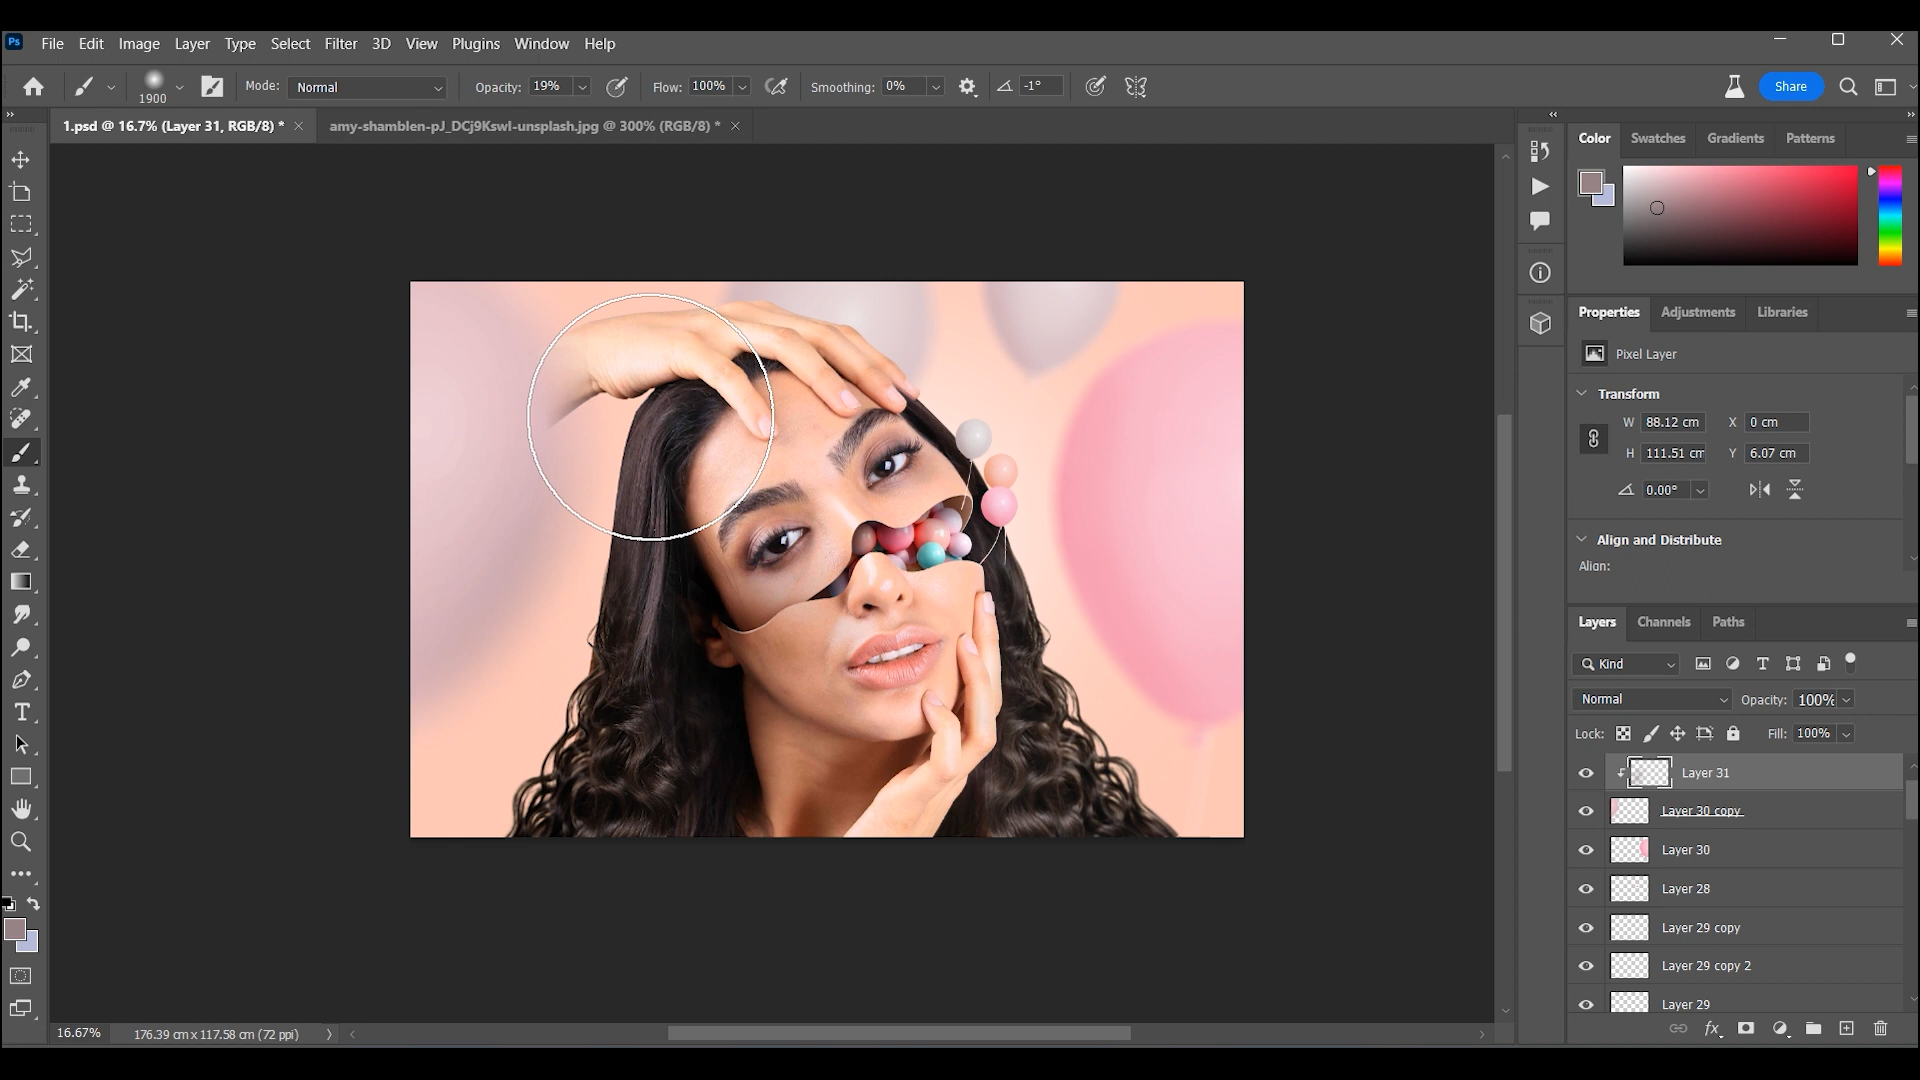 Ps File Edit Image Layer Type Select Filter 3D View Plugins Window Help
1900 Mode: Normal Opacity: 19% Flow: 100% Smoothing: 0% -1° Share
1.psd @ 16.7% (Layer 31, RGB/8) * amy-shamblen-pJ_DCj9KswI-unsplash.jpg @ 300% (RGB/8) *
Color Swatches Gradients Patterns
Properties Adjustments Libraries
Pixel Layer
Transform
W 88.12 cm X 0 cm
H 111.51 cm Y 6.07 cm
0.00°
Align and Distribute
Align:
Layers Channels Paths
Kind
Normal Opacity: 100%
Lock: Fill: 100%
Layer 31
Layer 30 copy
Layer 30
Layer 28
Layer 29 copy
Layer 29 copy 2
Layer 29
fx
16.67% 176.39 cm x 117.58 cm (72 ppi)